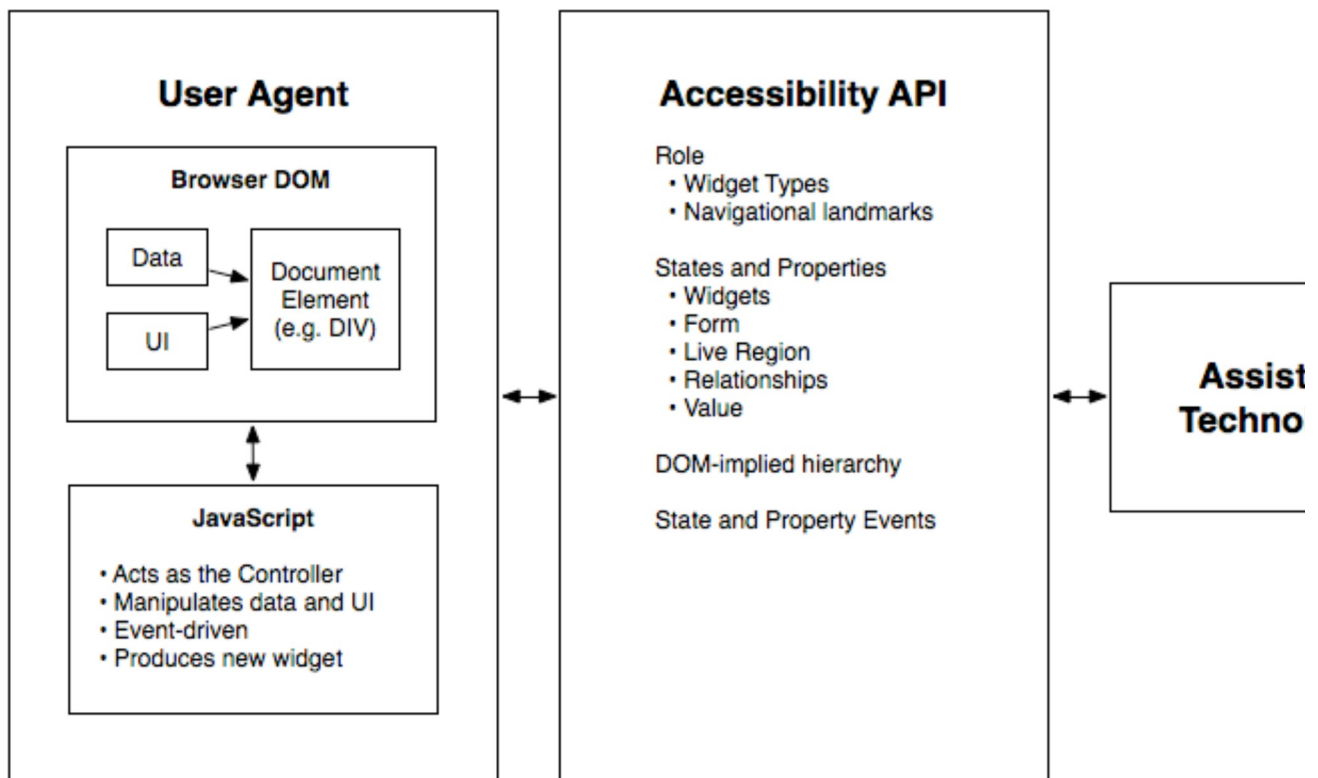 User Agent
Browser DOM
Data
UI
Document
Element
(e.g. DIV)
JavaScript
• Acts as the Controller
• Manipulates data and UI
• Event-driven
• Produces new widget
Accessibility API
Role
• Widget Types
• Navigational landmarks
States and Properties
• Widgets
• Form
• Live Region
• Relationships
• Value
DOM-implied hierarchy
State and Property Events
Assist
Techno